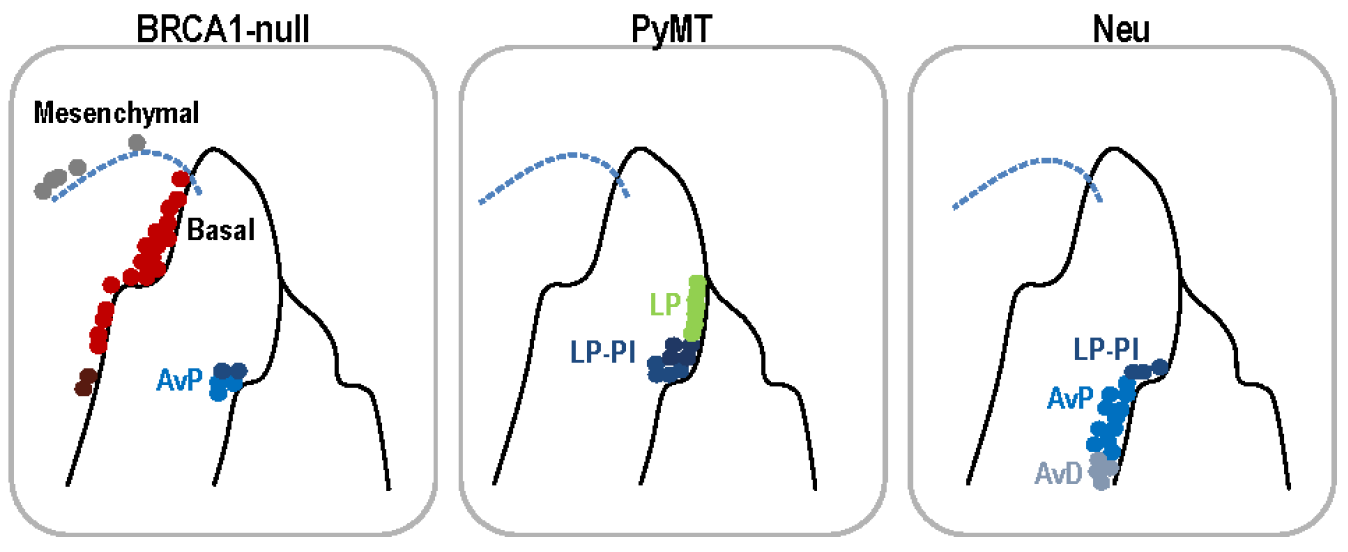 BRCA1-null
PyMT
Neu
Mesenchymal
Basal
AvP
LP
LP-PI
LP-PI
AvP
AvD